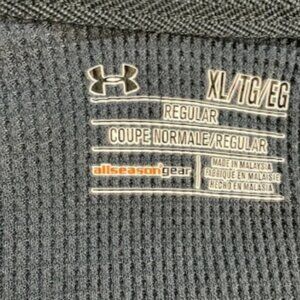 XL/TG/EG
REGULAR
COUPE NORMALE/REGULAR
allseasongear
MADE IN MALAYSIA
FABRIQUÉ EN MALAISIE
HECHO EN MALASIA